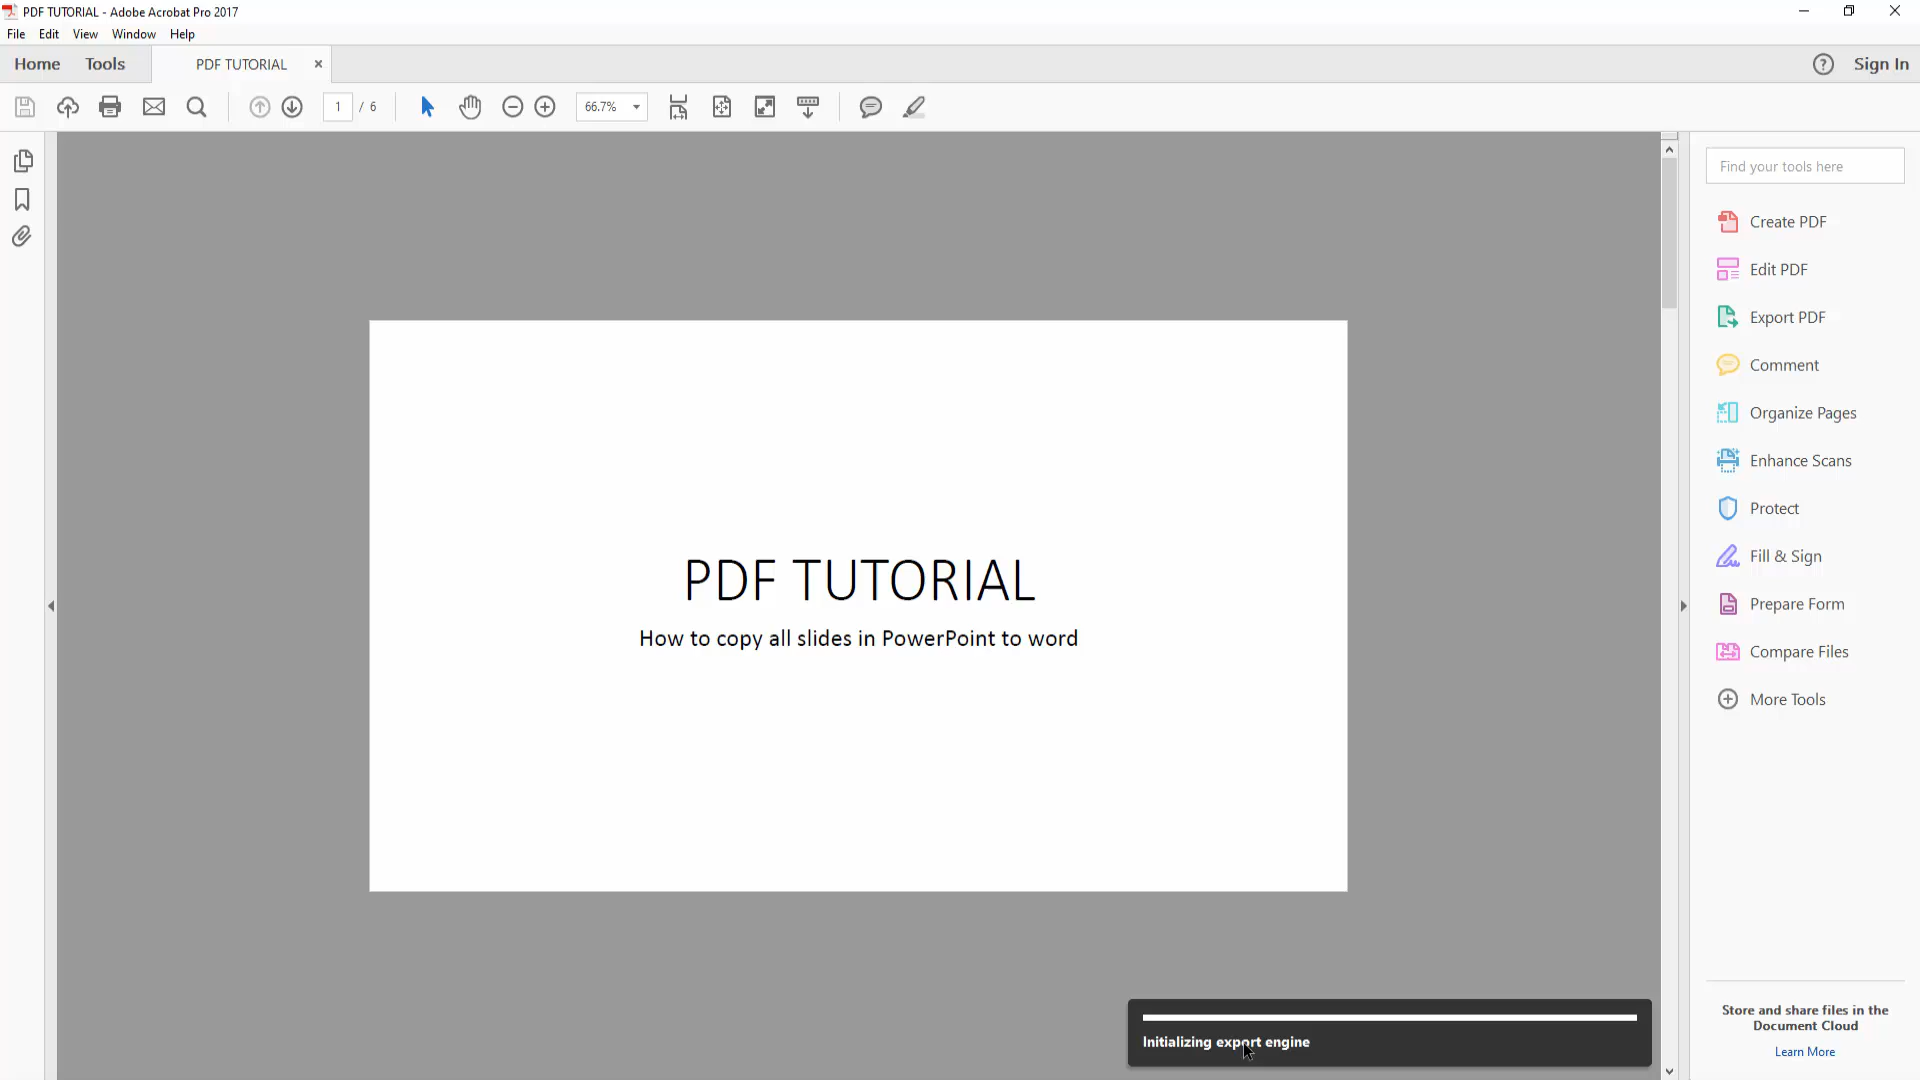 PDF TUTORIAL - Adobe Acrobat Pro 2017
File Edit View Window Help
Home Tools PDF TUTORIAL × ? Sign In
1 / 6 66.7%
Find your tools here
Create PDF
Edit PDF
Export PDF
Comment
Organize Pages
Enhance Scans
Protect
Fill & Sign
Prepare Form
Compare Files
More Tools
PDF TUTORIAL
How to copy all slides in PowerPoint to word
Initializing export engine
Store and share files in the
Document Cloud
Learn More